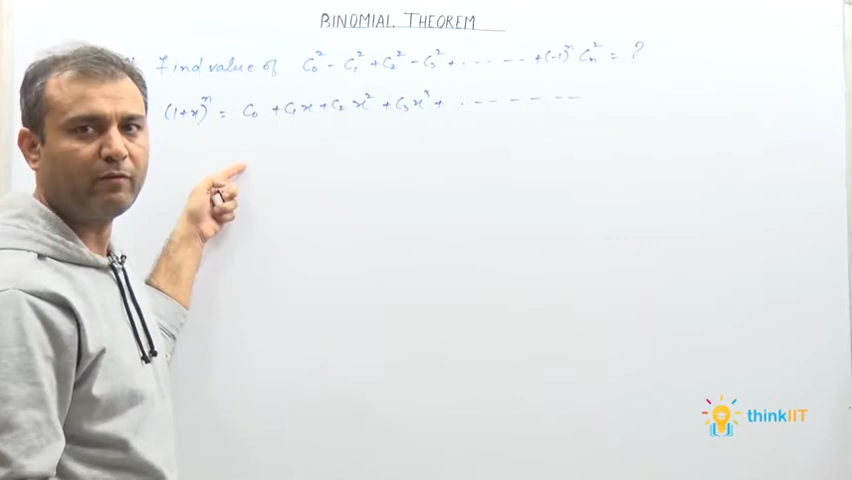 BINOMIAL THEOREM
Find value of C₀² - C₁² + C₂² - C₃² + ....... + (-1)ⁿ Cₙ² = ?
(1+x)ⁿ = C₀ + C₁x + C₂x² + C₃x³ + .-------
thinkIIT